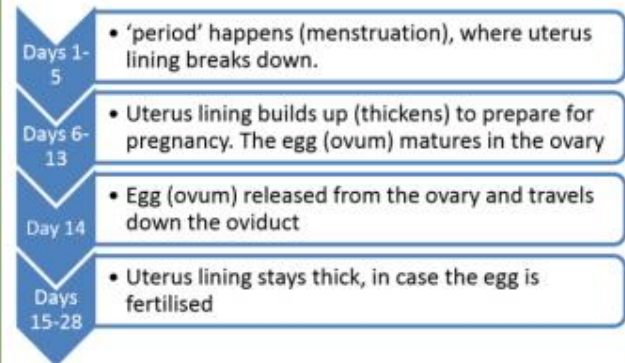 Days 1-
5
• ‘period’ happens (menstruation), where uterus
lining breaks down.
Days 6-
13
• Uterus lining builds up (thickens) to prepare for
pregnancy. The egg (ovum) matures in the ovary
Day 14
• Egg (ovum) released from the ovary and travels
down the oviduct
Days
15-28
• Uterus lining stays thick, in case the egg is
fertilised